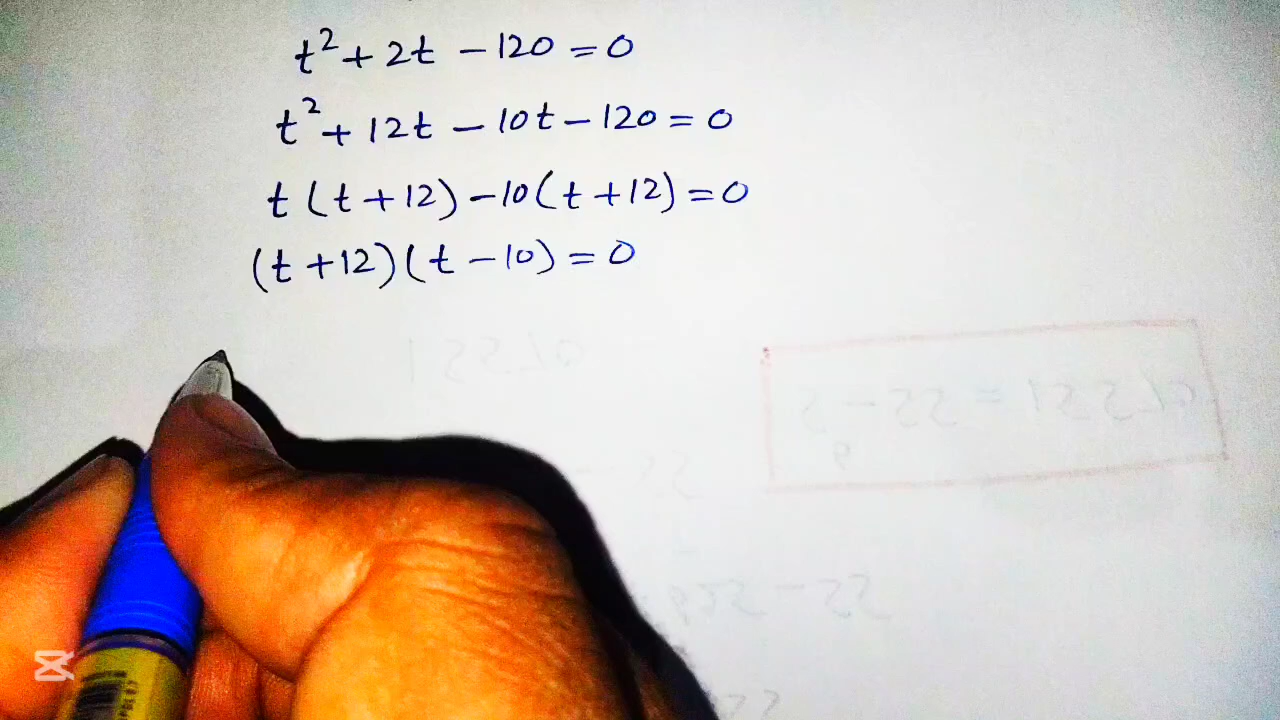 t² + 2t - 120 = 0
t² + 12t - 10t - 120 = 0
t (t + 12) - 10 (t + 12) = 0
(t + 12) (t - 10) = 0